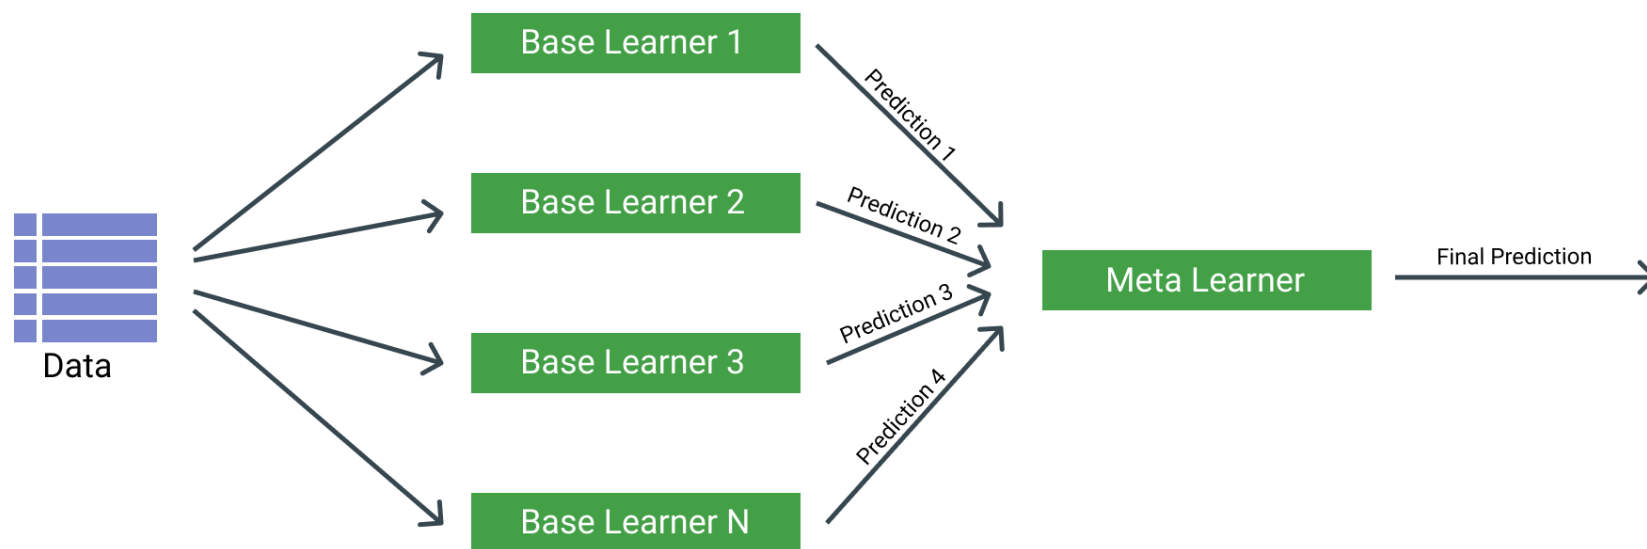 Base Learner 1
Prediction 1
Base Learner 2
Prediction 2
Data
Meta Learner
Final Prediction
Prediction 3
Base Learner 3
Prediction 4
Base Learner N